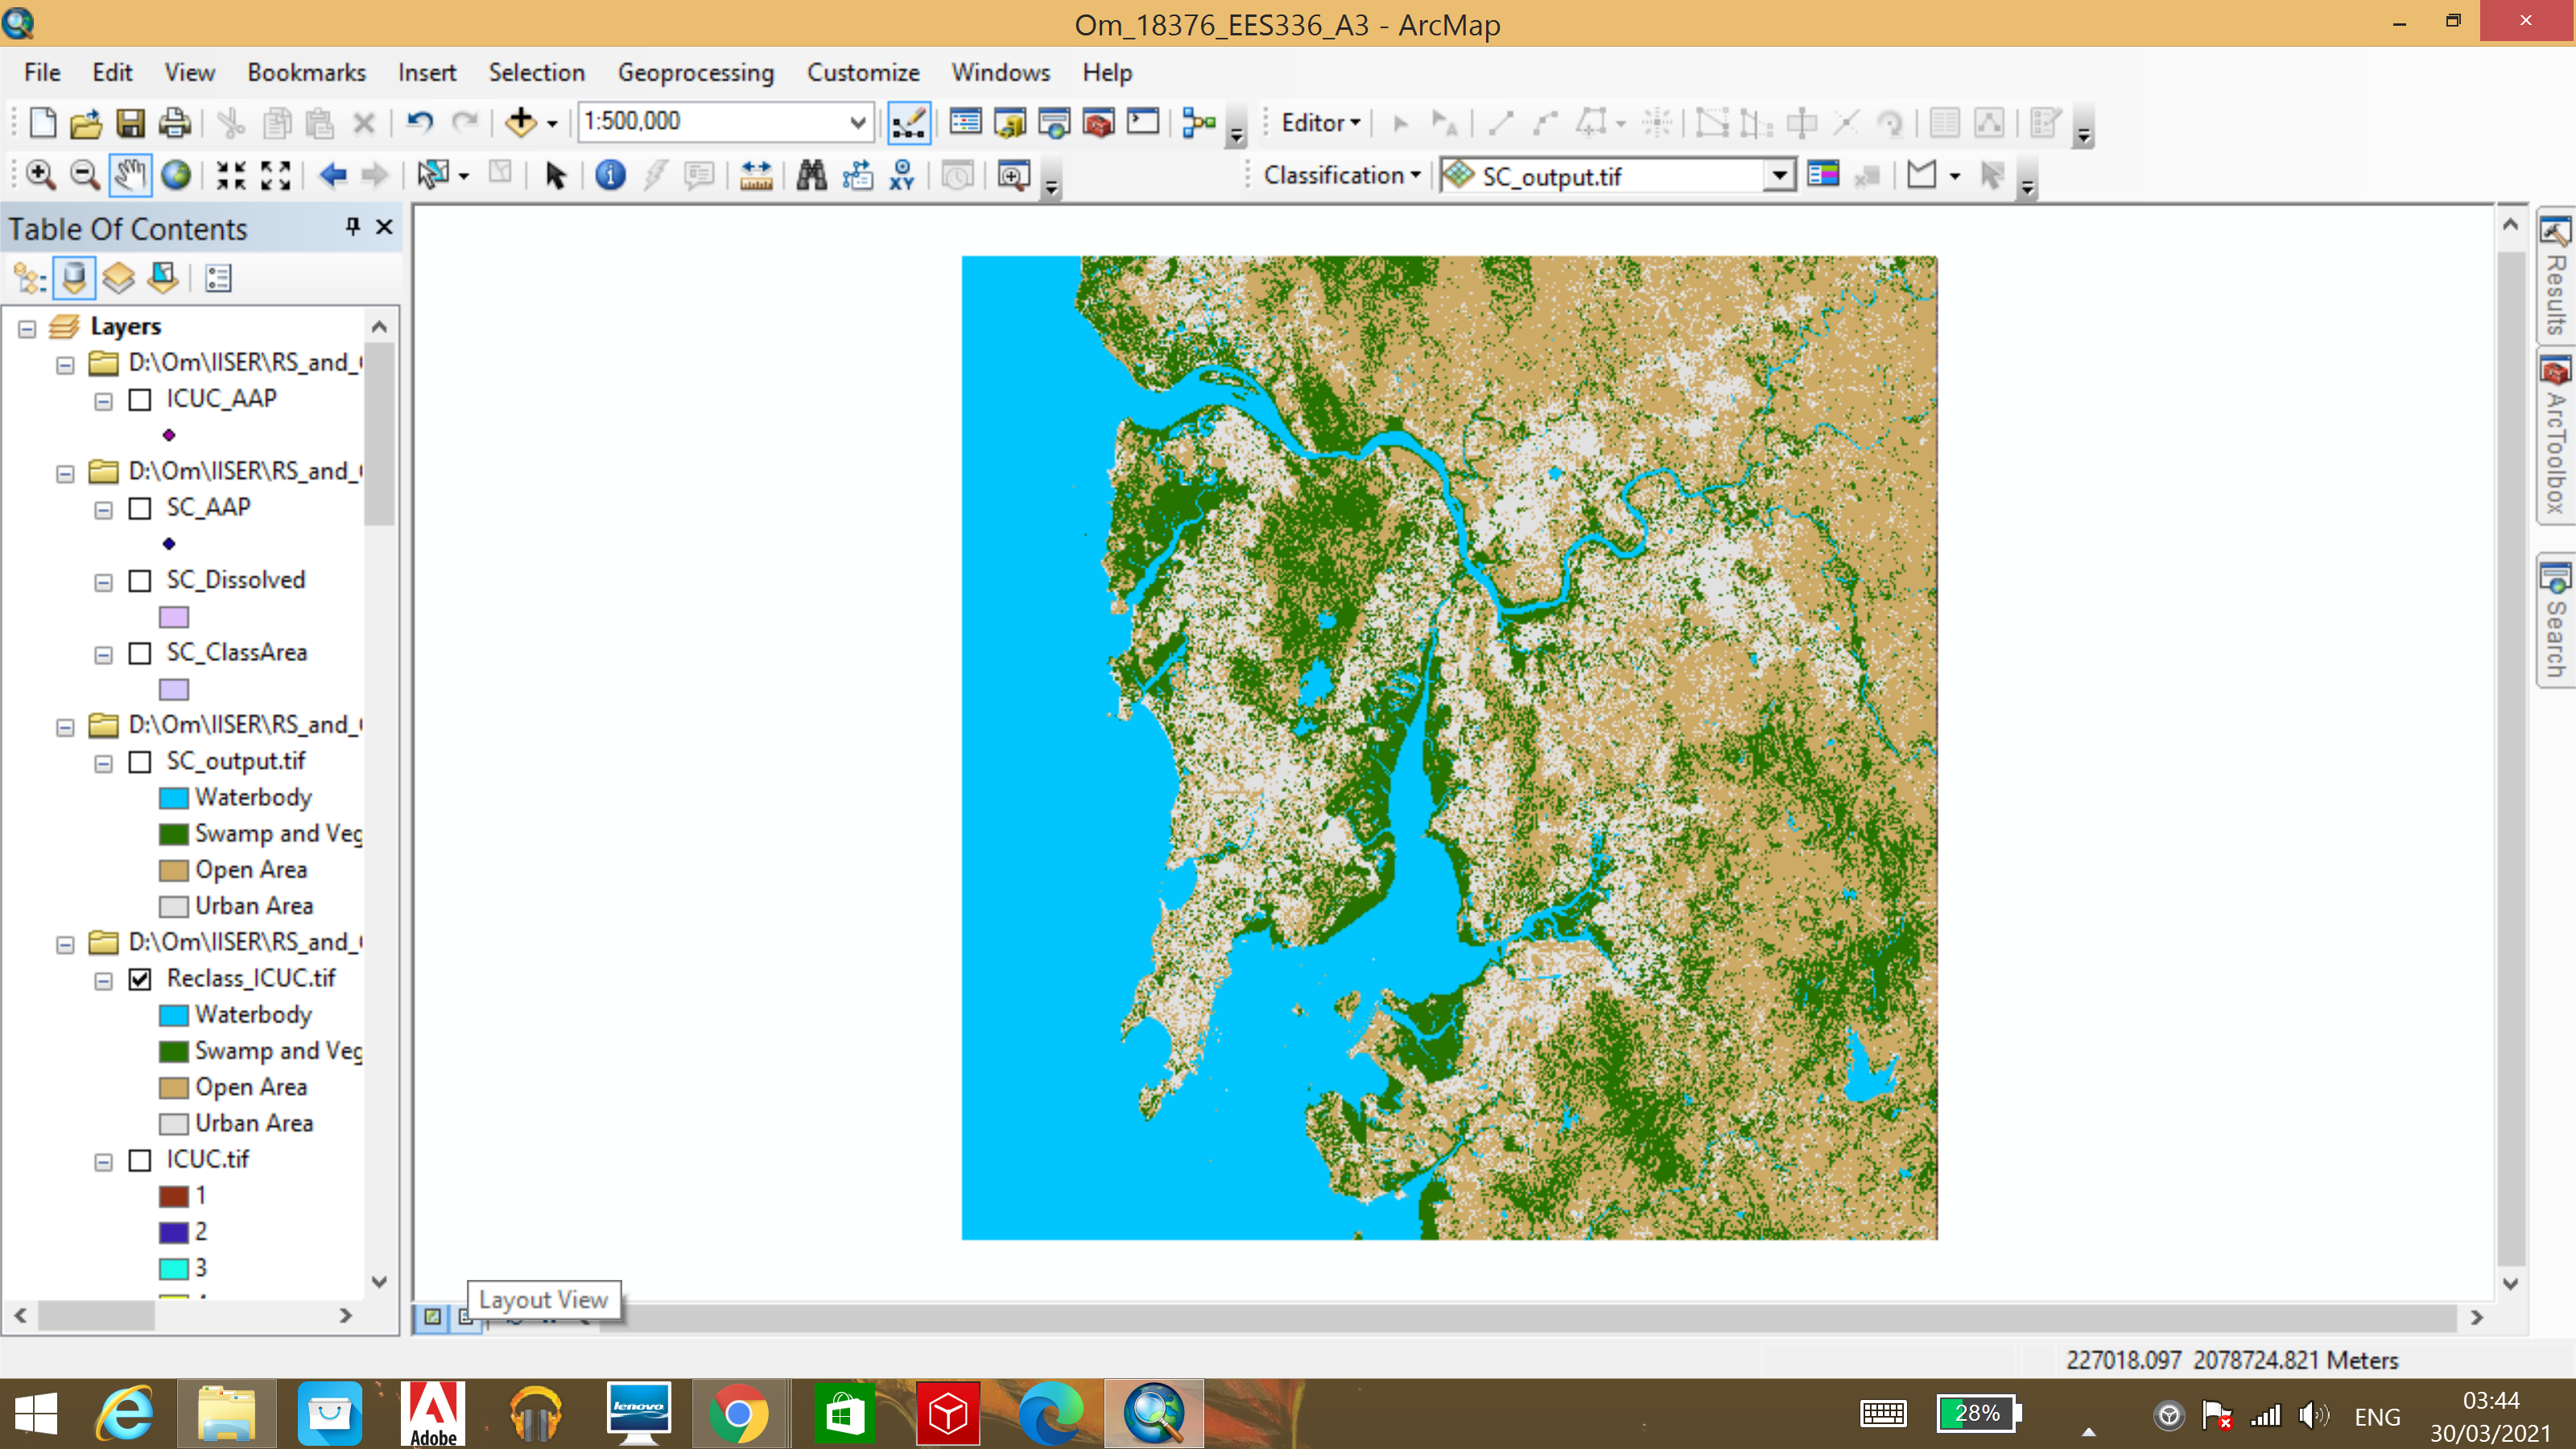 Om_18376_EES336_A3 - ArcMap
File Edit View Bookmarks Insert Selection Geoprocessing Customize Windows Help
1:500,000
Editor
XY
Classification
SC_output.tif
Table Of Contents
Layers
D:\Om\IISER\RS_and_
ICUC_AAP
D:\Om\IISER\RS_and_
SC_AAP
SC_Dissolved
SC_ClassArea
D:\Om\IISER\RS_and_
SC_output.tif
Waterbody
Swamp and Veg
Open Area
Urban Area
D:\Om\IISER\RS_and_
Reclass_ICUC.tif
Waterbody
Swamp and Veg
Open Area
Urban Area
ICUC.tif
1
2
3
Layout View
Results
ArcToolbox
Search
227018.097 2078724.821 Meters
Adobe
lenovo
28%
ENG
03:44
30/03/2021